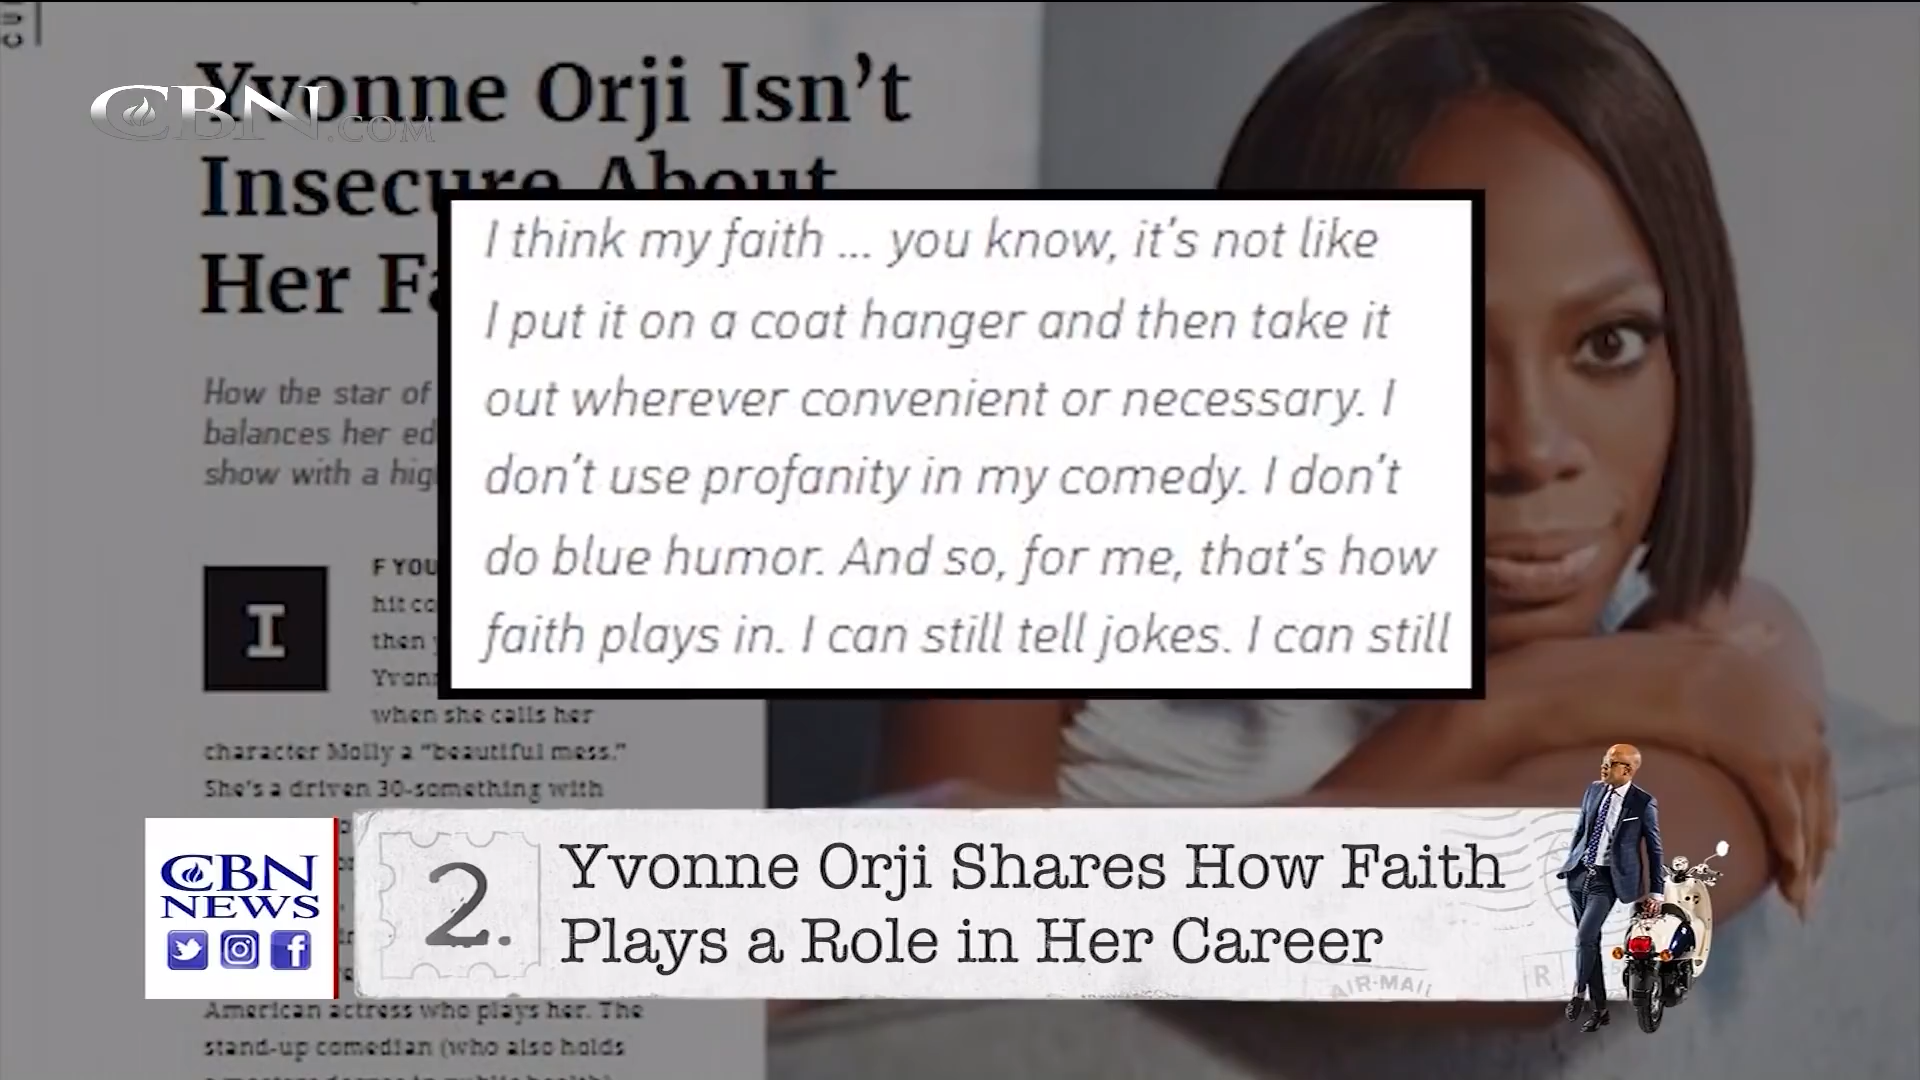 CBN.COM
Yvonne Orji Isn't
Insecure About
Her
How the star of
balances her
show with a
I
F YOU
hit
then
when she calls her
character Molly a "beautiful mess."
She's a driven 30-something with
American actress who plays her. The
stand-up comedian (who also holds
I think my faith ... you know, it's not like
I put it on a coat hanger and then take it
out wherever convenient or necessary. I
don't use profanity in my comedy. I don't
do blue humor. And so, for me, that's how
faith plays in. I can still tell jokes. I can still
CBN
NEWS
2.
Yvonne Orji Shares How Faith
Plays a Role in Her Career
AIR-MAIL
R